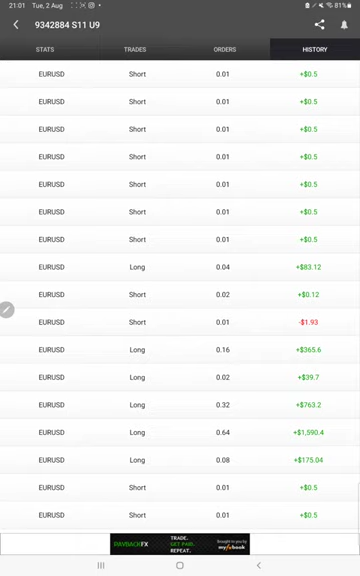 21:01 Tue, 2 Aug 81%
9342884 S11 U9
STATS TRADES ORDERS HISTORY
EURUSD Short 0.01 +$0.5
EURUSD Short 0.01 +$0.5
EURUSD Short 0.01 +$0.5
EURUSD Short 0.01 +$0.5
EURUSD Short 0.01 +$0.5
EURUSD Short 0.01 +$0.5
EURUSD Short 0.01 +$0.5
EURUSD Long 0.04 +$83.12
EURUSD Short 0.02 +$0.12
EURUSD Short 0.01 -$1.93
EURUSD Long 0.16 +$365.6
EURUSD Long 0.02 +$39.7
EURUSD Long 0.32 +$763.2
EURUSD Long 0.64 +$1,590.4
EURUSD Long 0.08 +$175.04
EURUSD Short 0.01 +$0.5
EURUSD Short 0.01 +$0.5
PAYBACKFX
TRADE.
GET PAID.
REPEAT.
Brought to you by
myfxbook